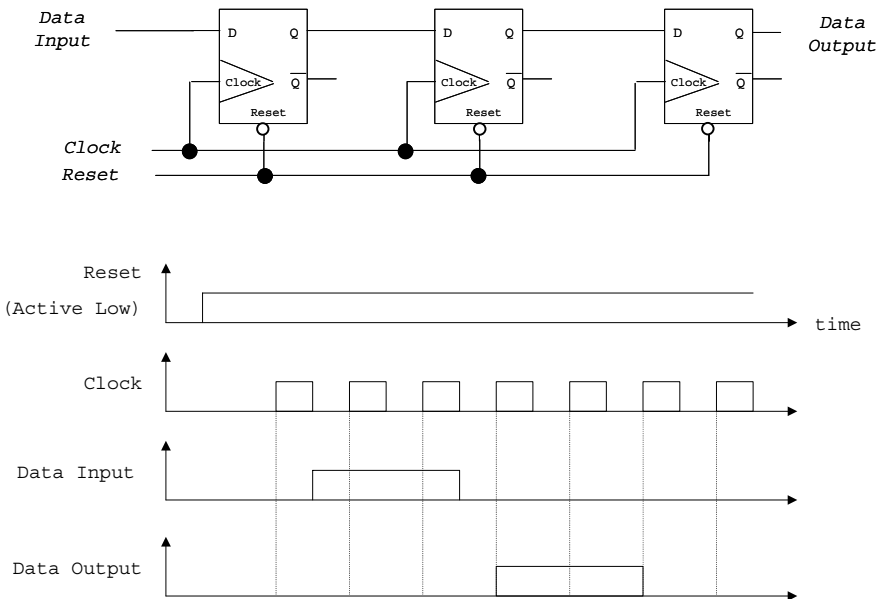 Data Input
D Q D Q D Q
Data Output
Clock Q Clock Q Clock Q
Reset Reset Reset
Clock
Reset
Reset
(Active Low)
time
Clock
Data Input
Data Output